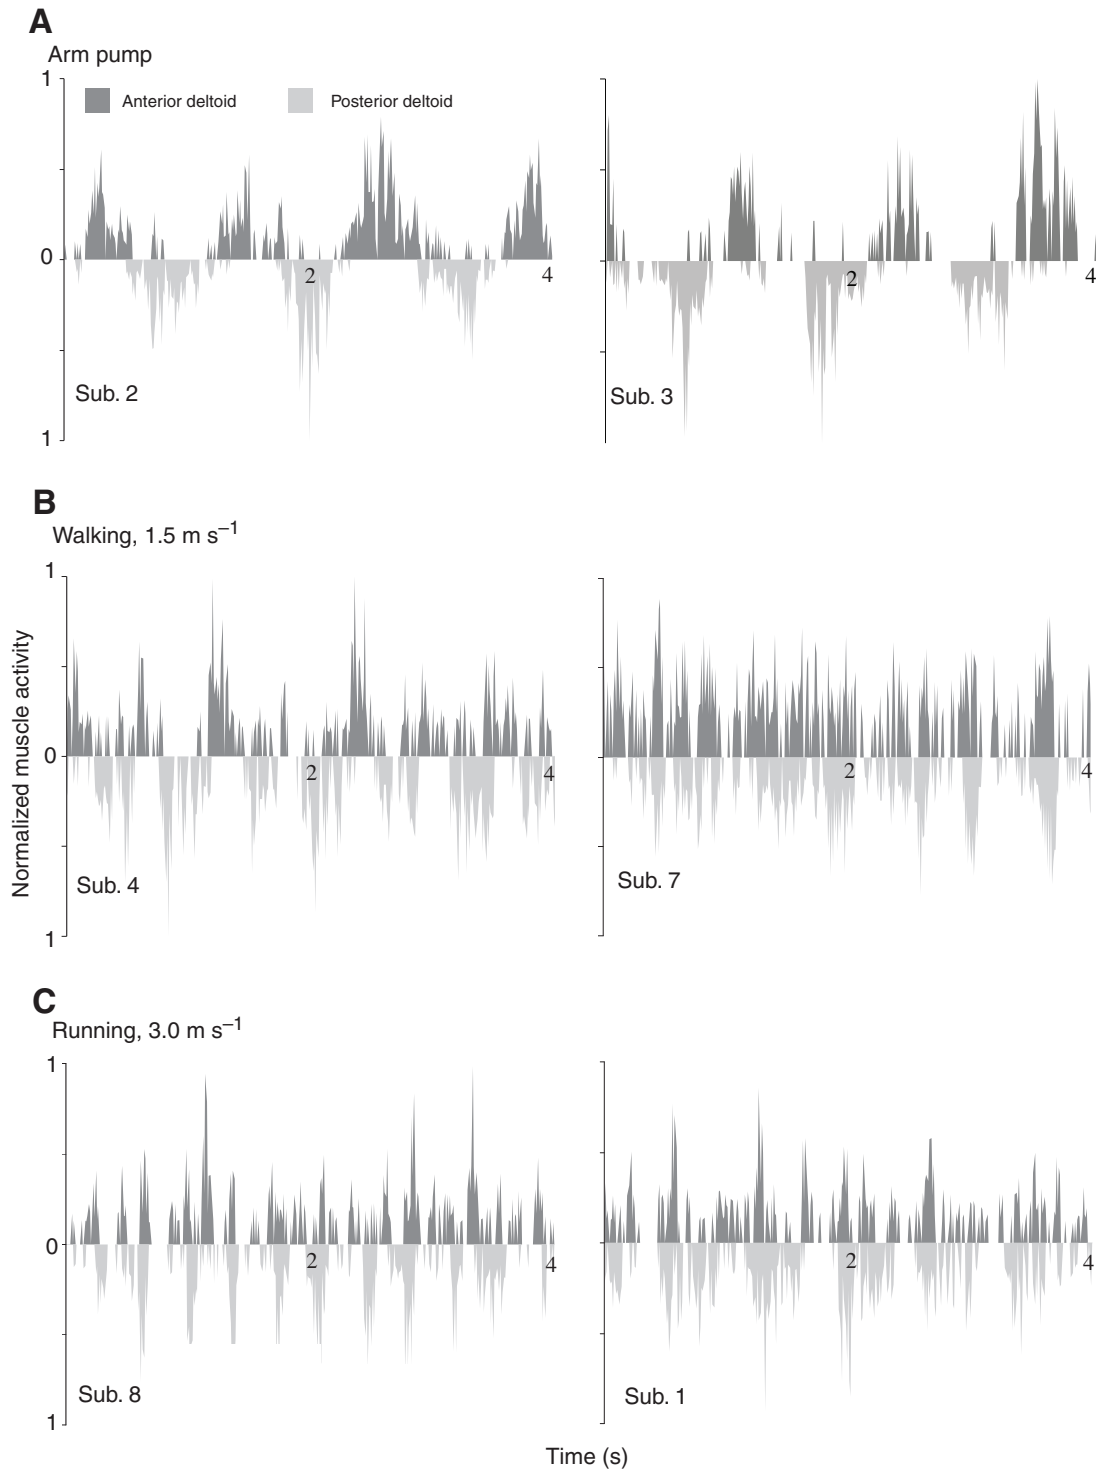 A
Arm pump
1
Anterior deltoid
Posterior deltoid
0
2
4
2
4
Sub. 2
Sub. 3
1
B
Walking, 1.5 m s–1
1
Normalized muscle activity
0
2
4
2
4
Sub. 4
Sub. 7
1
C
Running, 3.0 m s–1
1
0
2
4
2
4
Sub. 8
Sub. 1
1
Time (s)